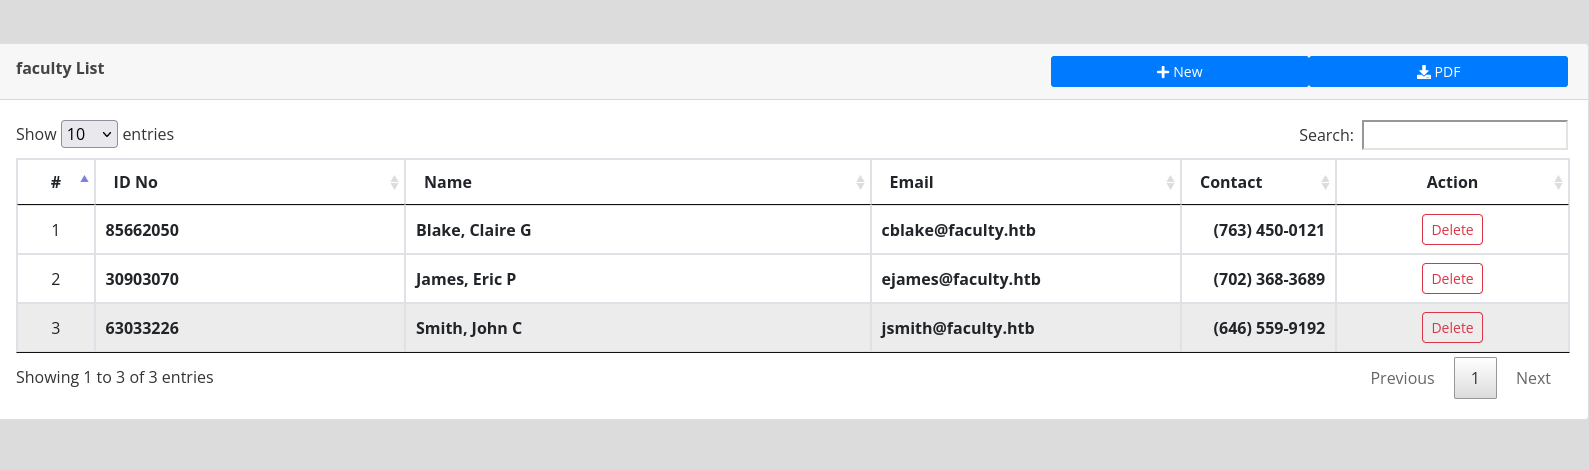 faculty List
New PDF
Show 10 entries Search:
# ID No Name Email Contact Action
1 85662050 Blake, Claire G cblake@faculty.htb (763) 450-0121 Delete
2 30903070 James, Eric P ejames@faculty.htb (702) 368-3689 Delete
3 63033226 Smith, John C jsmith@faculty.htb (646) 559-9192 Delete
Showing 1 to 3 of 3 entries Previous 1 Next